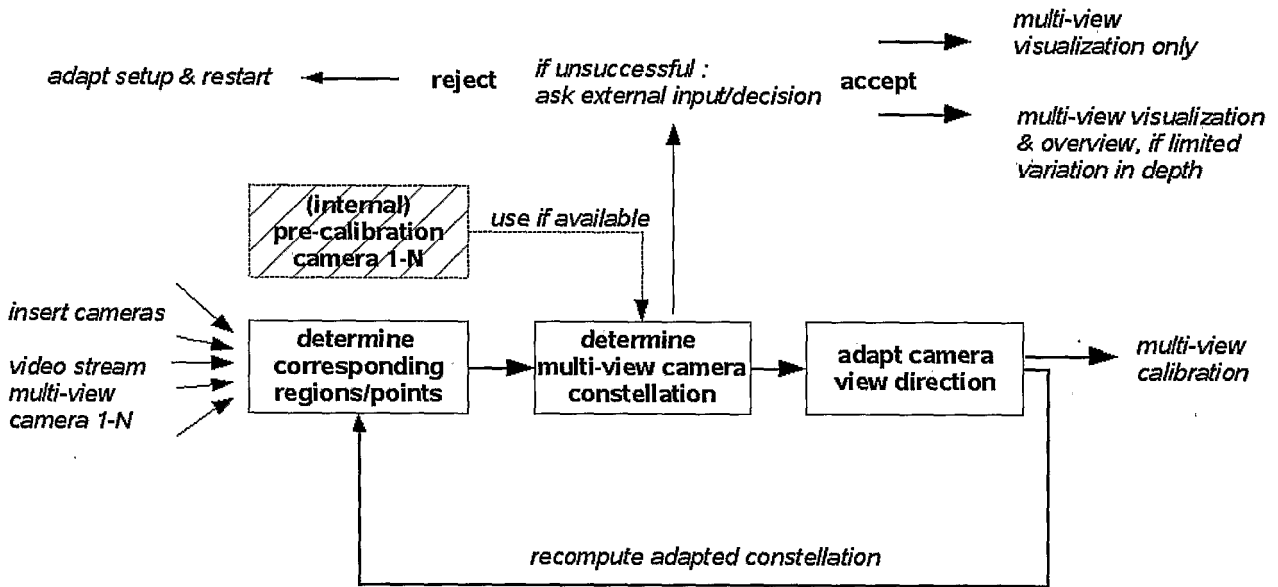 multi-view
visualization only
adapt setup & restart
reject
if unsuccessful :
ask external input/decision
accept
multi-view visualization
& overview, if limited
variation in depth
(internal)
pre-calibration
camera 1-N
use if available
insert cameras
video stream
multi-view
camera 1-N
determine
corresponding
regions/points
determine
multi-view camera
constellation
adapt camera
view direction
multi-view
calibration
recompute adapted constellation